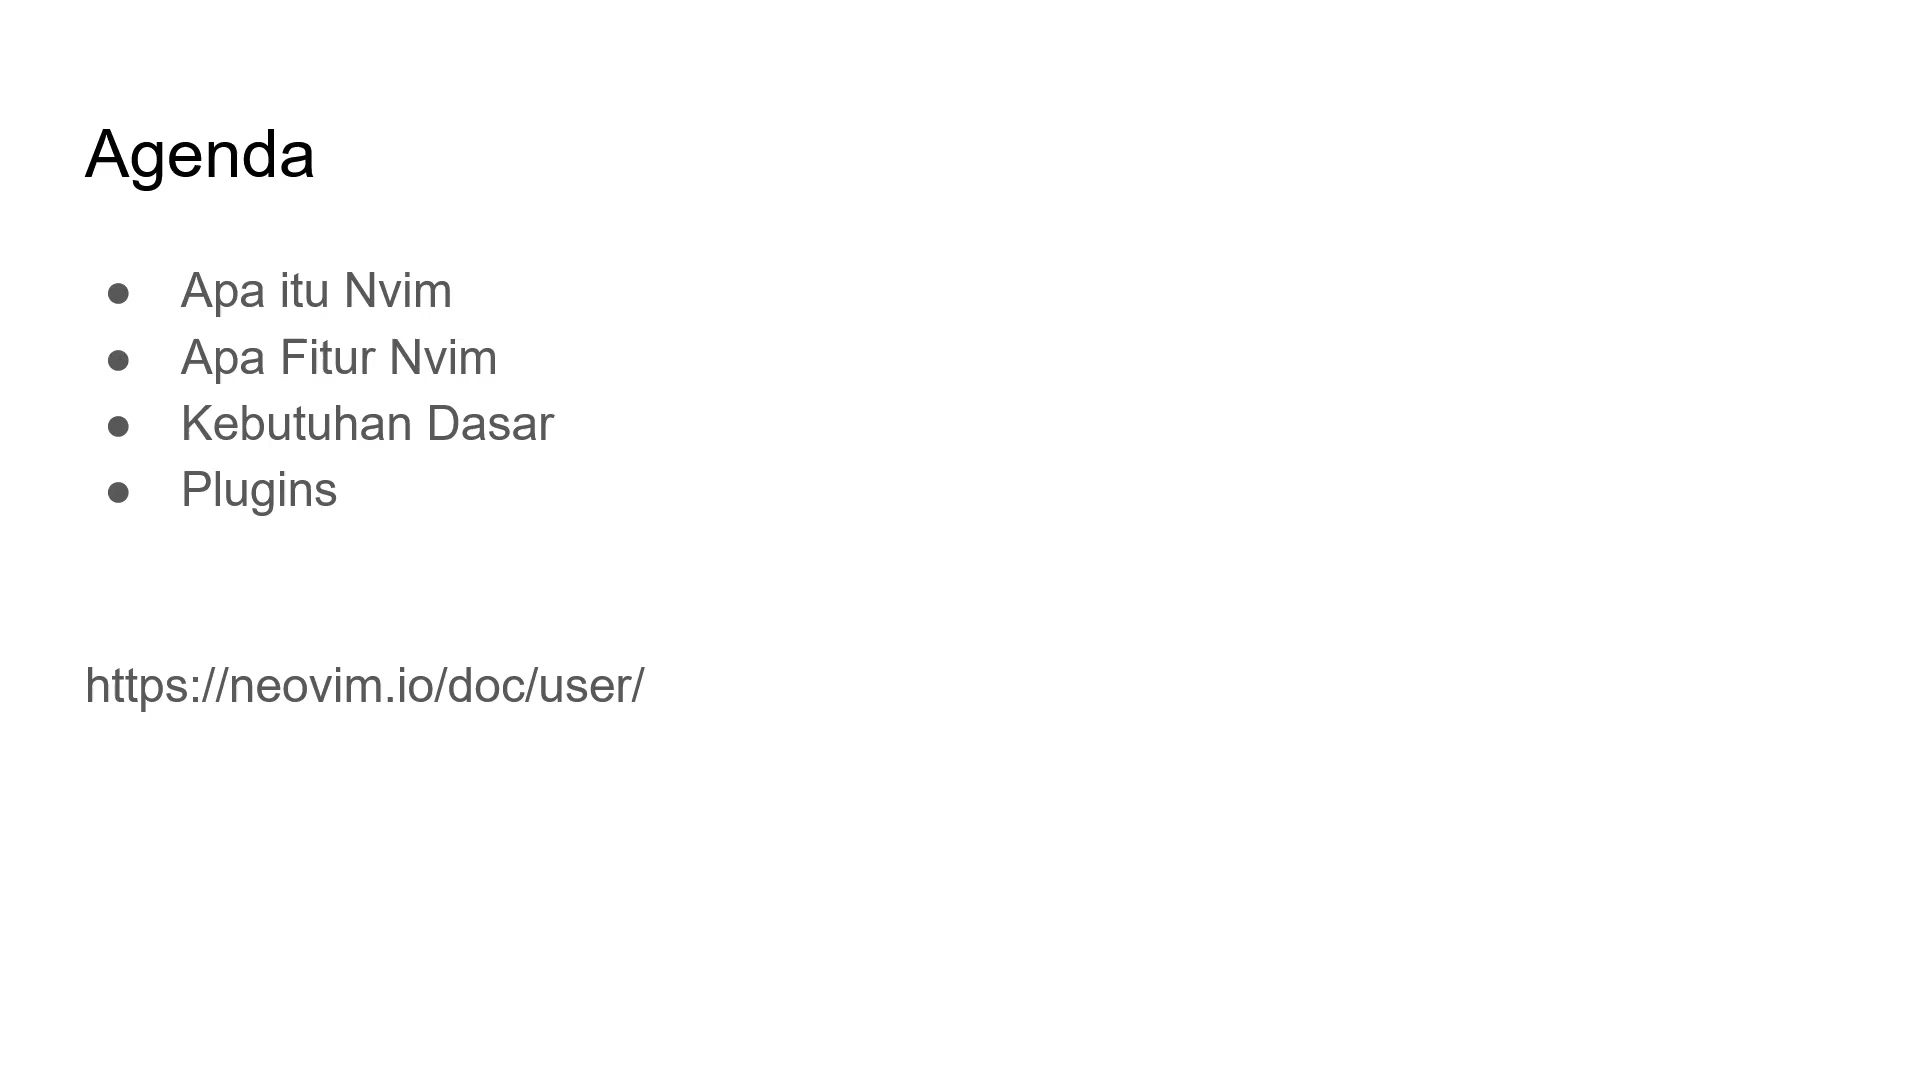 Agenda
● Apa itu Nvim
● Apa Fitur Nvim
● Kebutuhan Dasar
● Plugins
https://neovim.io/doc/user/